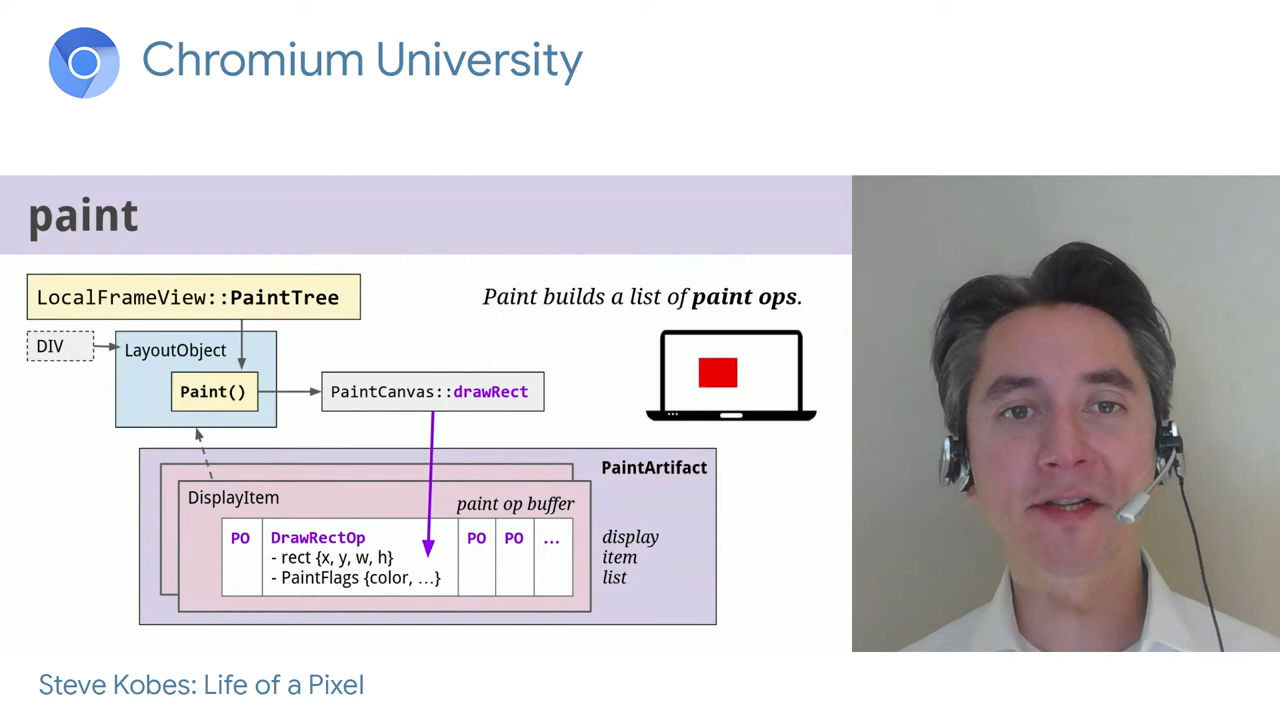 Chromium University
paint
LocalFrameView::PaintTree
Paint builds a list of paint ops.
DIV
LayoutObject
Paint()
PaintCanvas::drawRect
PaintArtifact
DisplayItem
paint op buffer
PO
DrawRectOp
- rect {x, y, w, h}
- PaintFlags {color, ...}
PO
PO
...
display
item
list
Steve Kobes: Life of a Pixel